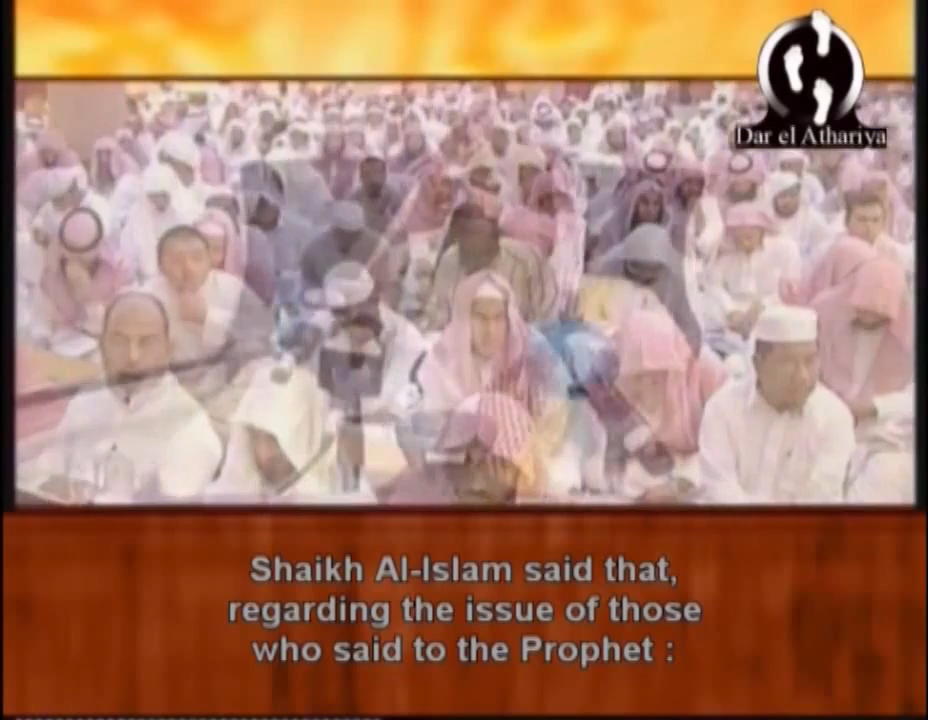 Dar el Athariya
Shaikh Al-Islam said that,
regarding the issue of those
who said to the Prophet :